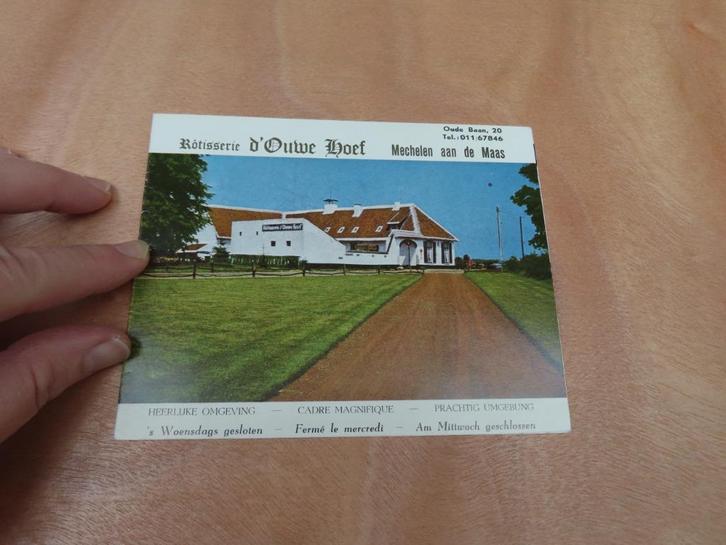 Oude Baan, 20
Tel.: 011/67846
Rôtisserie d'Ouwe Hoef Mechelen aan de Maas
HEERLIJKE OMGEVING — CADRE MAGNIFIQUE — PRACHTIG UMGEBUNG
's Woensdags gesloten — Fermé le mercredi — Am Mittwoch geschlossen